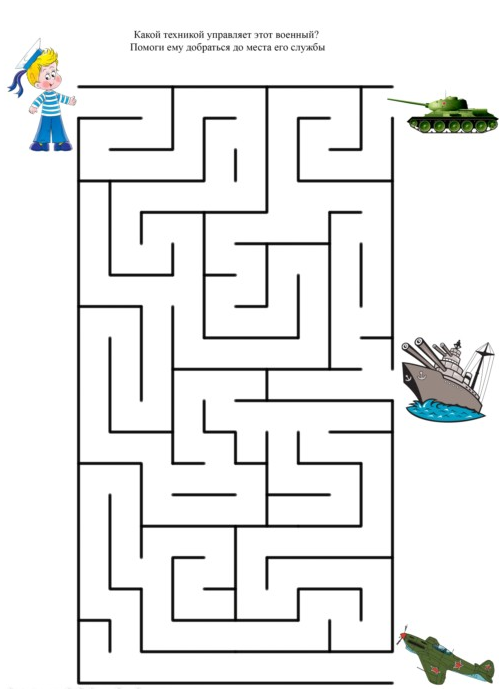 Какой техникой управляет этот военный?
Помоги ему добраться до места его службы